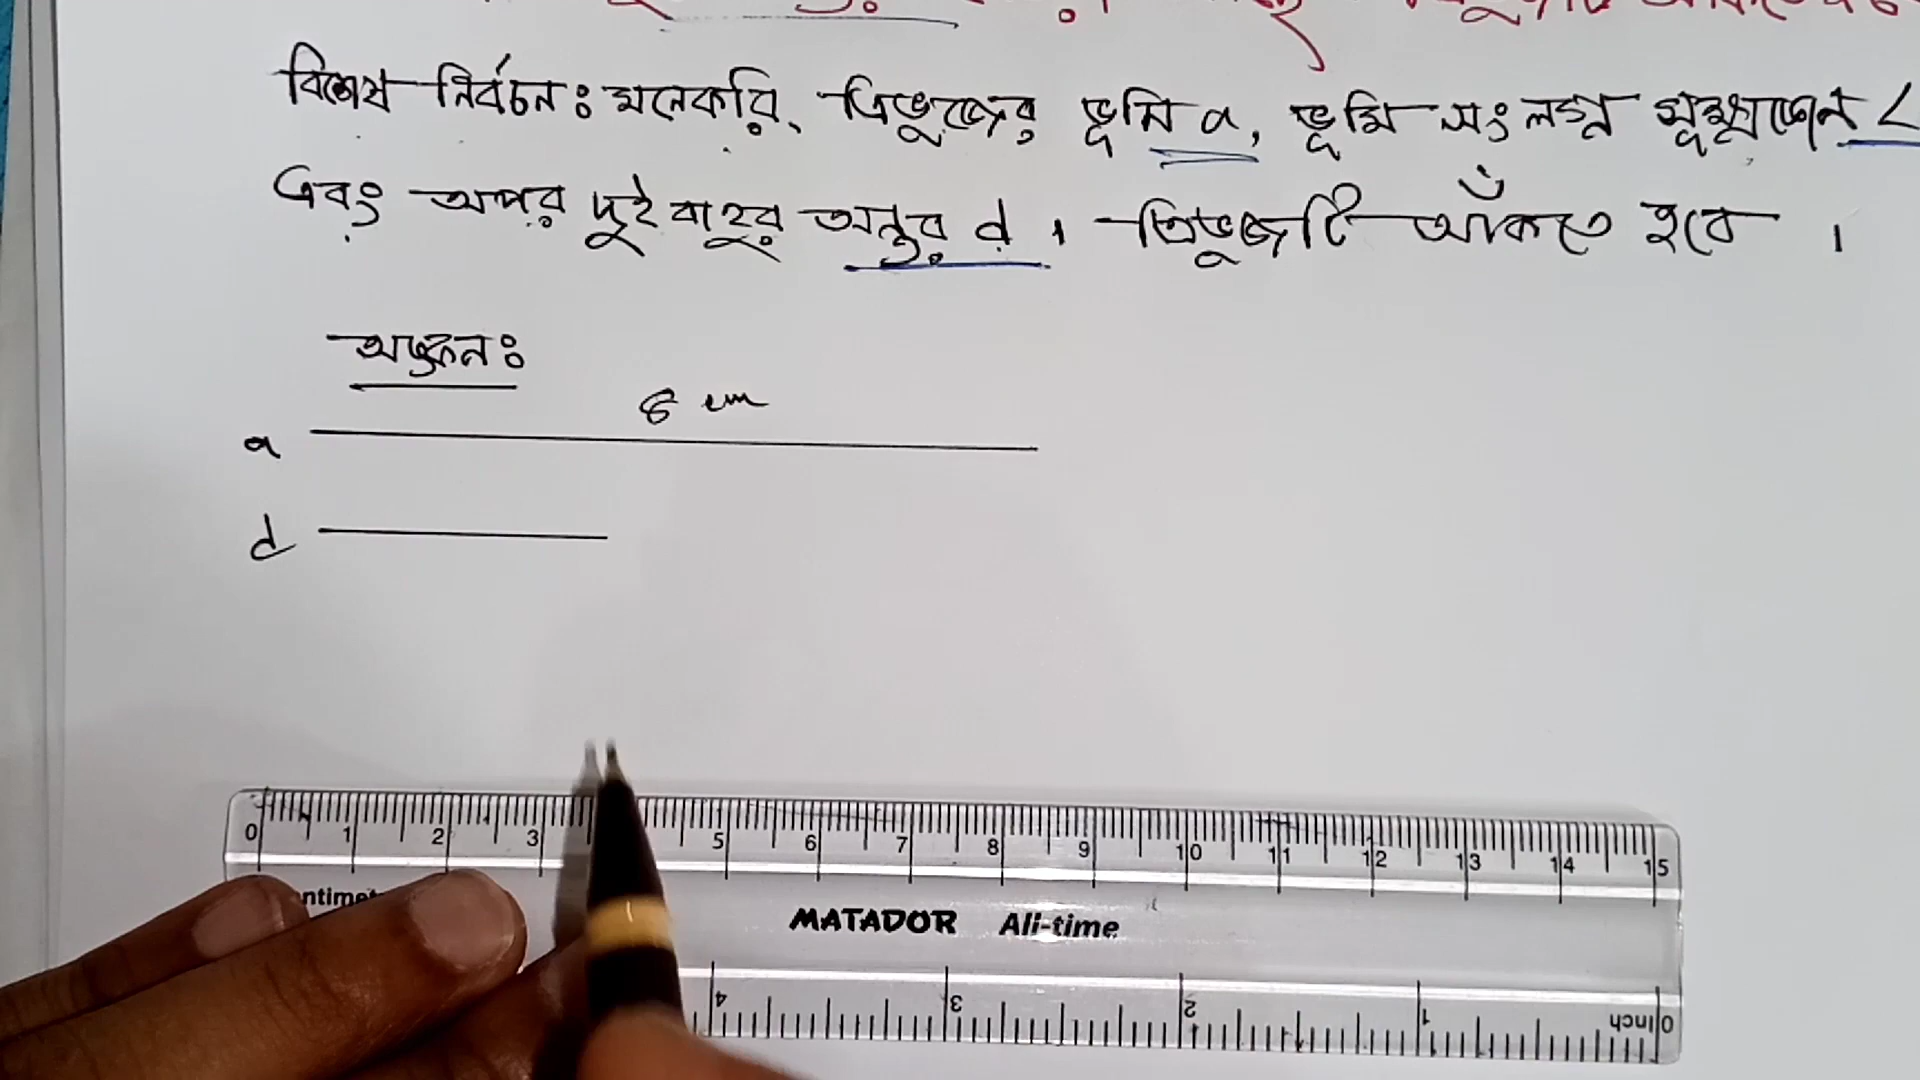 বিশেষ নির্বচন: মনেকরি, ত্রিভুজের ভূমি a, ভূমি সংলগ্ন সূক্ষ্মকোন <
এবং অপর দুই বাহুর অন্তর d । ত্রিভুজটি আঁকতে হবে ।
অঙ্কন:
8 cm
a
d
0 1 2 3 5 6 7 8 9 10 11 12 13 14 15
MATADOR All-time
4 3 2 1 0 Inch